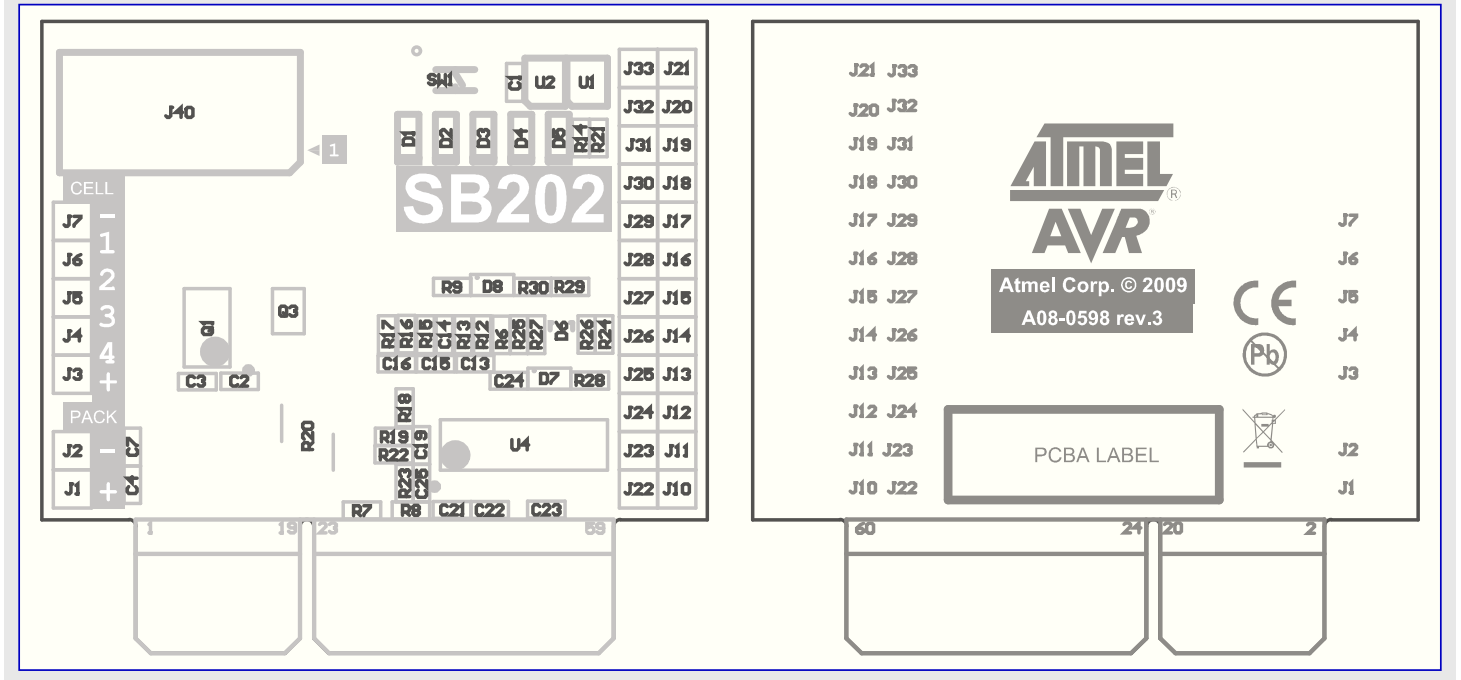 SW1 C1 U2 U1 J33 J21
J40 J32 J20
D1 D2 D3 D4 D5 R14 R21 J31 J19
1
CELL SB202 J30 J18
J7 - J29 J17
1
J6 J28 J16
2 R9 D8 R30 R29
J5 J27 J15
3 Q1 Q3
J4 R17 R16 R15 C14 R13 R12 R6 R25 R27 D6 R26 R24 J26 J14
4 C16 C15 C13
J3 + C3 C2 C24 D7 R28 J25 J13
PACK R18 J24 J12
J2 - C7 R20 R19 R22 C19 U4 J23 J11
J1 + C4 R23 C25 J22 J10
R7 R8 C21 C22 C23
1 19 23 59
J21 J33
J20 J32
J19 J31
ATMEL
J18 J30
®
J17 J29
AVR®
J7
J16 J28
J6
Atmel Corp. © 2009
J15 J27
CE
J5
A08-0598 rev.3
J14 J26
J4
Pb
J13 J25
J3
J12 J24
J11 J23
PCBA LABEL
J2
J10 J22
J1
60 24 20 2